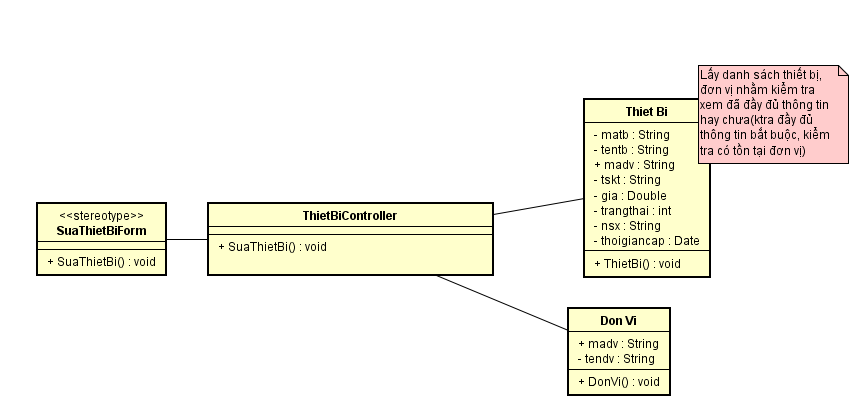 Lấy danh sách thiết bị,
đơn vị nhằm kiểm tra
xem đã đầy đủ thông tin
hay chưa(ktra đầy đủ
thông tin bắt buộc, kiểm
tra có tồn tại đơn vị)
Thiet Bi
- matb : String
- tentb : String
+ madv : String
- tskt : String
- gia : Double
- trangthai : int
- nsx : String
- thoigiancap : Date
+ ThietBi() : void
<<stereotype>>
SuaThietBiForm
+ SuaThietBi() : void
ThietBiController
+ SuaThietBi() : void
Don Vi
+ madv : String
- tendv : String
+ DonVi() : void